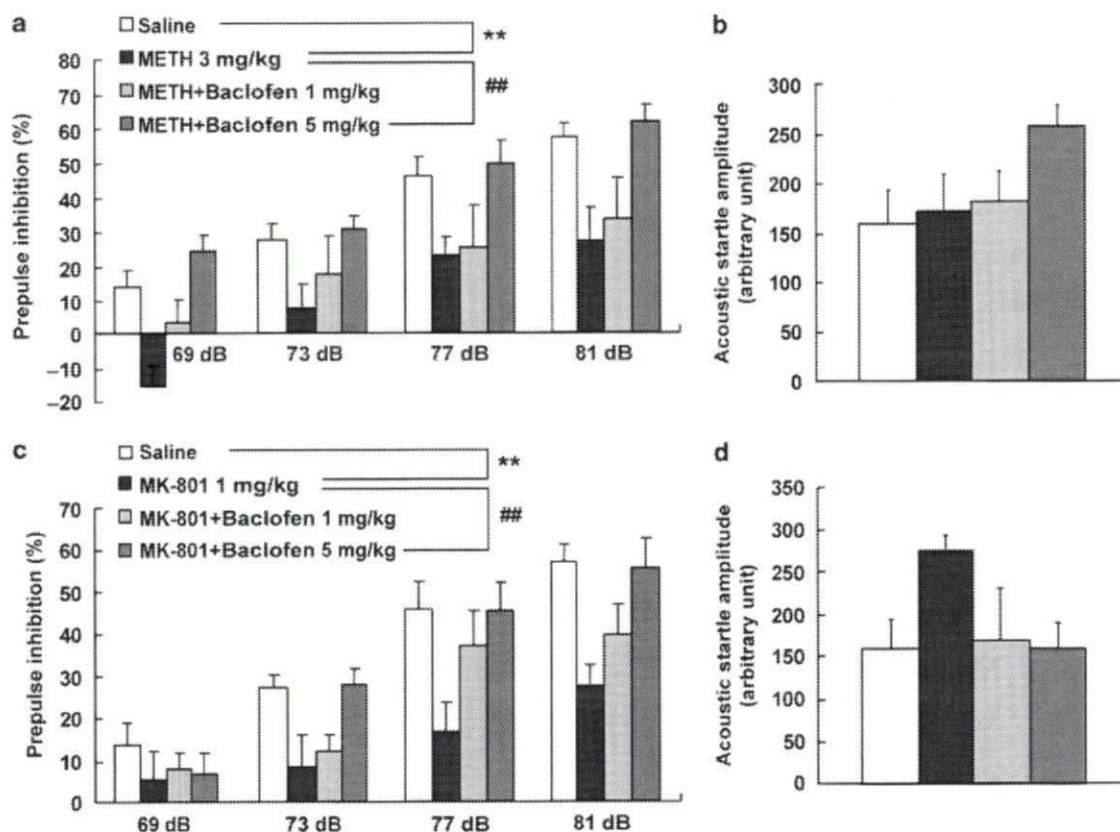 a
Saline
**
METH 3 mg/kg
METH+Baclofen 1 mg/kg
##
METH+Baclofen 5 mg/kg
Prepulse inhibition (%)
80
70
60
50
40
30
20
10
0
–10
–20
69 dB
73 dB
77 dB
81 dB
b
Acoustic startle amplitude
(arbitrary unit)
300
250
200
150
100
50
0
c
Saline
**
MK-801 1 mg/kg
MK-801+Baclofen 1 mg/kg
##
MK-801+Baclofen 5 mg/kg
Prepulse inhibition (%)
70
60
50
40
30
20
10
0
69 dB
73 dB
77 dB
81 dB
d
Acoustic startle amplitude
(arbitrary unit)
350
300
250
200
150
100
50
0